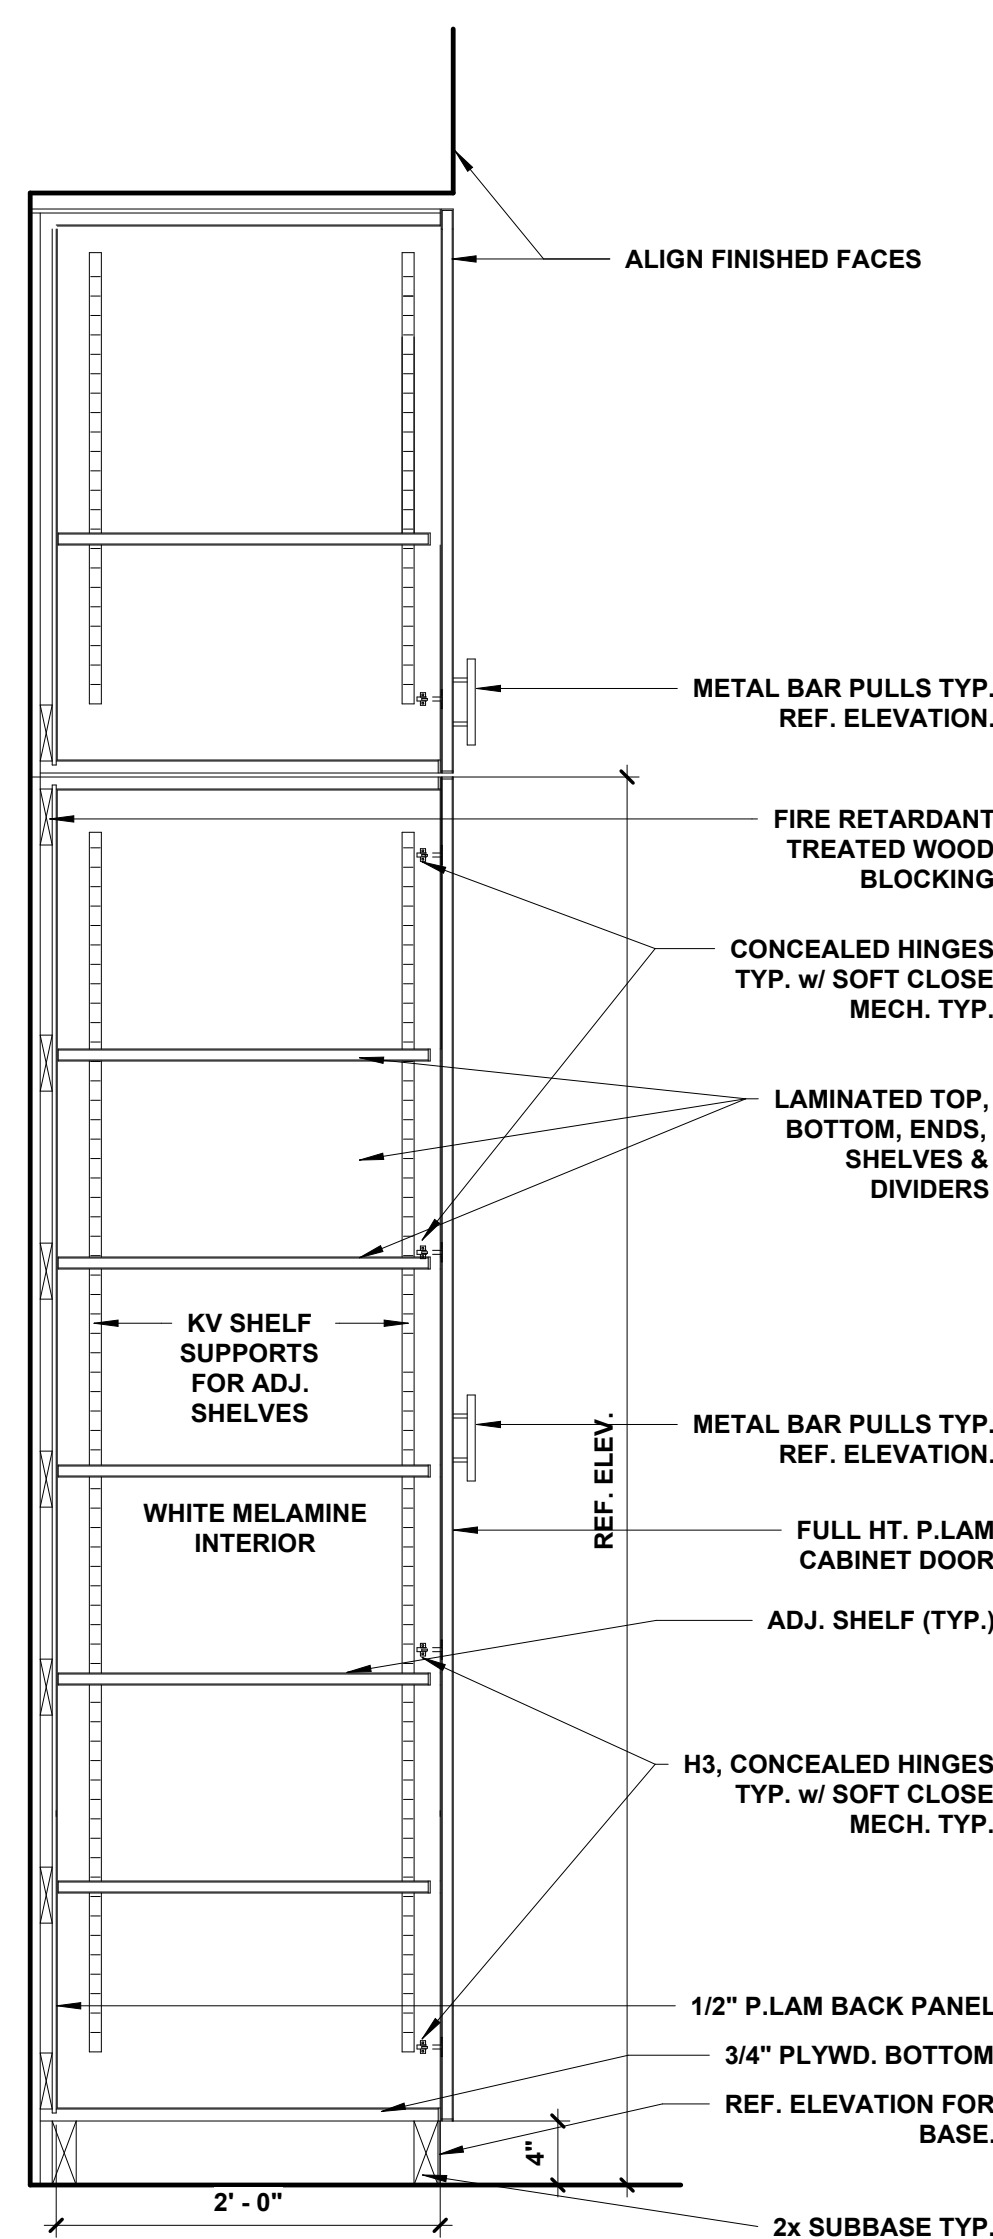 ALIGN FINISHED FACES
METAL BAR PULLS TYP.
REF. ELEVATION.
FIRE RETARDANT
TREATED WOOD
BLOCKING
CONCEALED HINGES
TYP. w/ SOFT CLOSE
MECH. TYP.
LAMINATED TOP,
BOTTOM, ENDS,
SHELVES &
DIVIDERS
KV SHELF
SUPPORTS
FOR ADJ.
SHELVES
METAL BAR PULLS TYP.
REF. ELEVATION.
REF. ELEV.
WHITE MELAMINE
INTERIOR
FULL HT. P.LAM
CABINET DOOR
ADJ. SHELF (TYP.)
H3, CONCEALED HINGES
TYP. w/ SOFT CLOSE
MECH. TYP.
1/2" P.LAM BACK PANEL
3/4" PLYWD. BOTTOM
REF. ELEVATION FOR
BASE.
4"
2' - 0"
2x SUBBASE TYP.